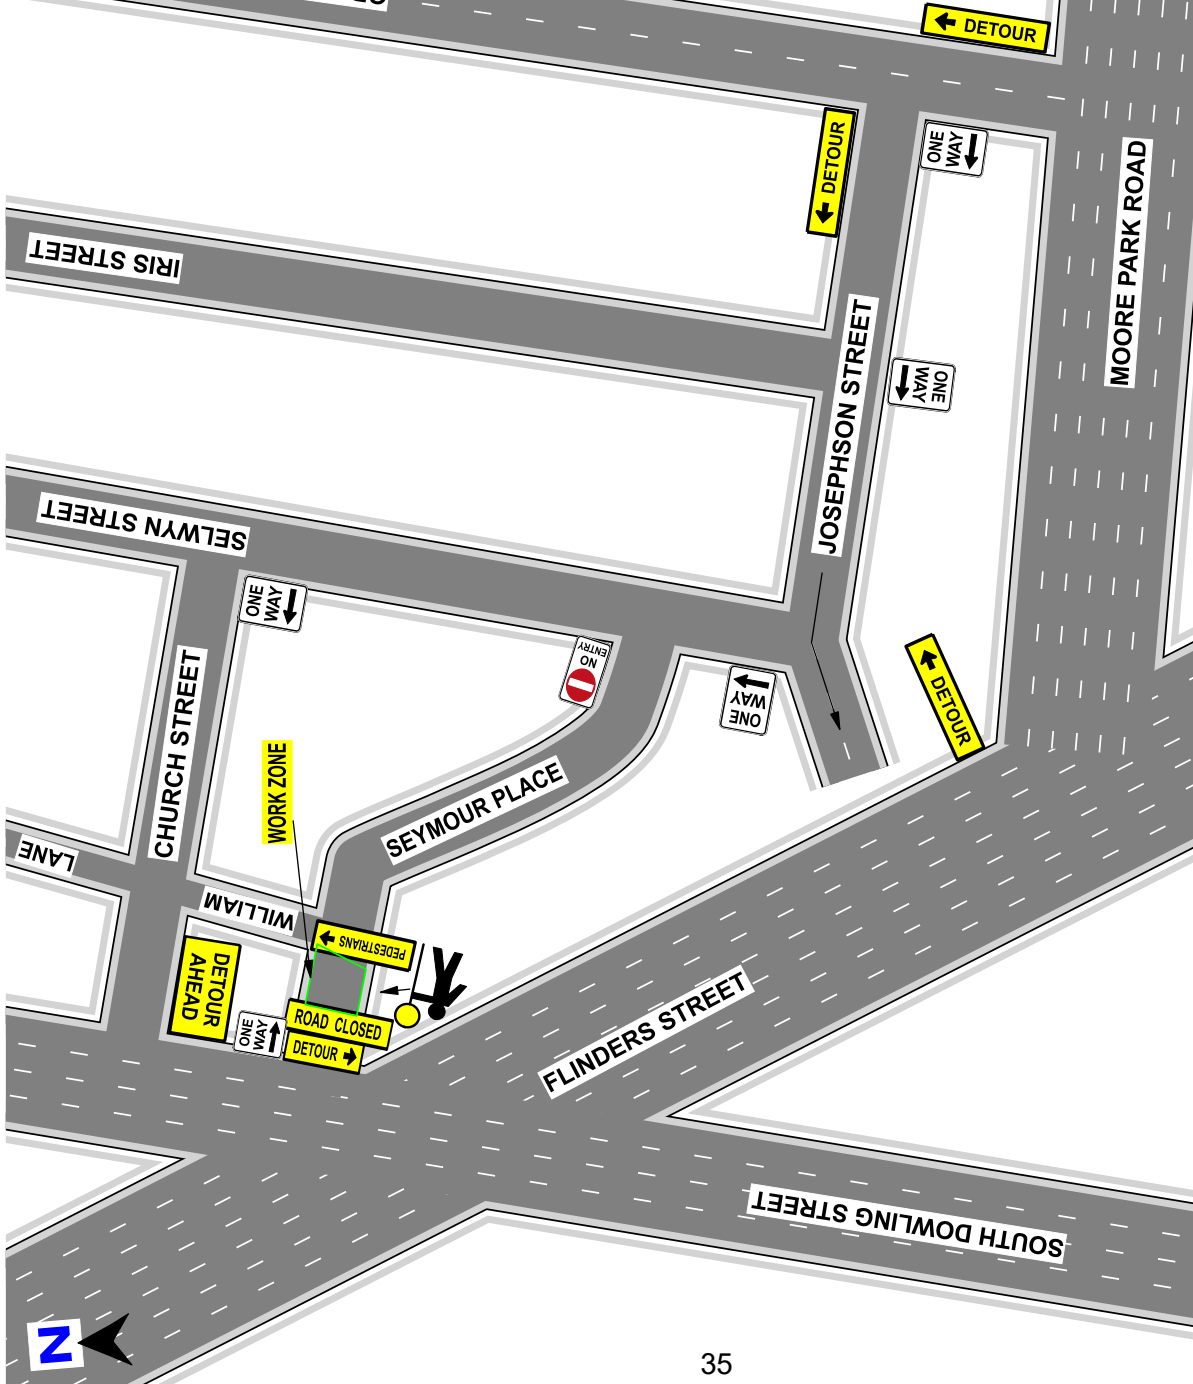 DETOUR
DETOUR
ONE
WAY
MOORE PARK ROAD
IRIS STREET
JOSEPHSON STREET
ONE
WAY
SELWYN STREET
ONE
WAY
NO
ENTRY
ONE
WAY
DETOUR
CHURCH STREET
WORK ZONE
SEYMOUR PLACE
LANE
WILLIAM
PEDESTRIANS
DETOUR
AHEAD
ONE
WAY
ROAD CLOSED
DETOUR
FLINDERS STREET
SOUTH DOWLING STREET
N
35